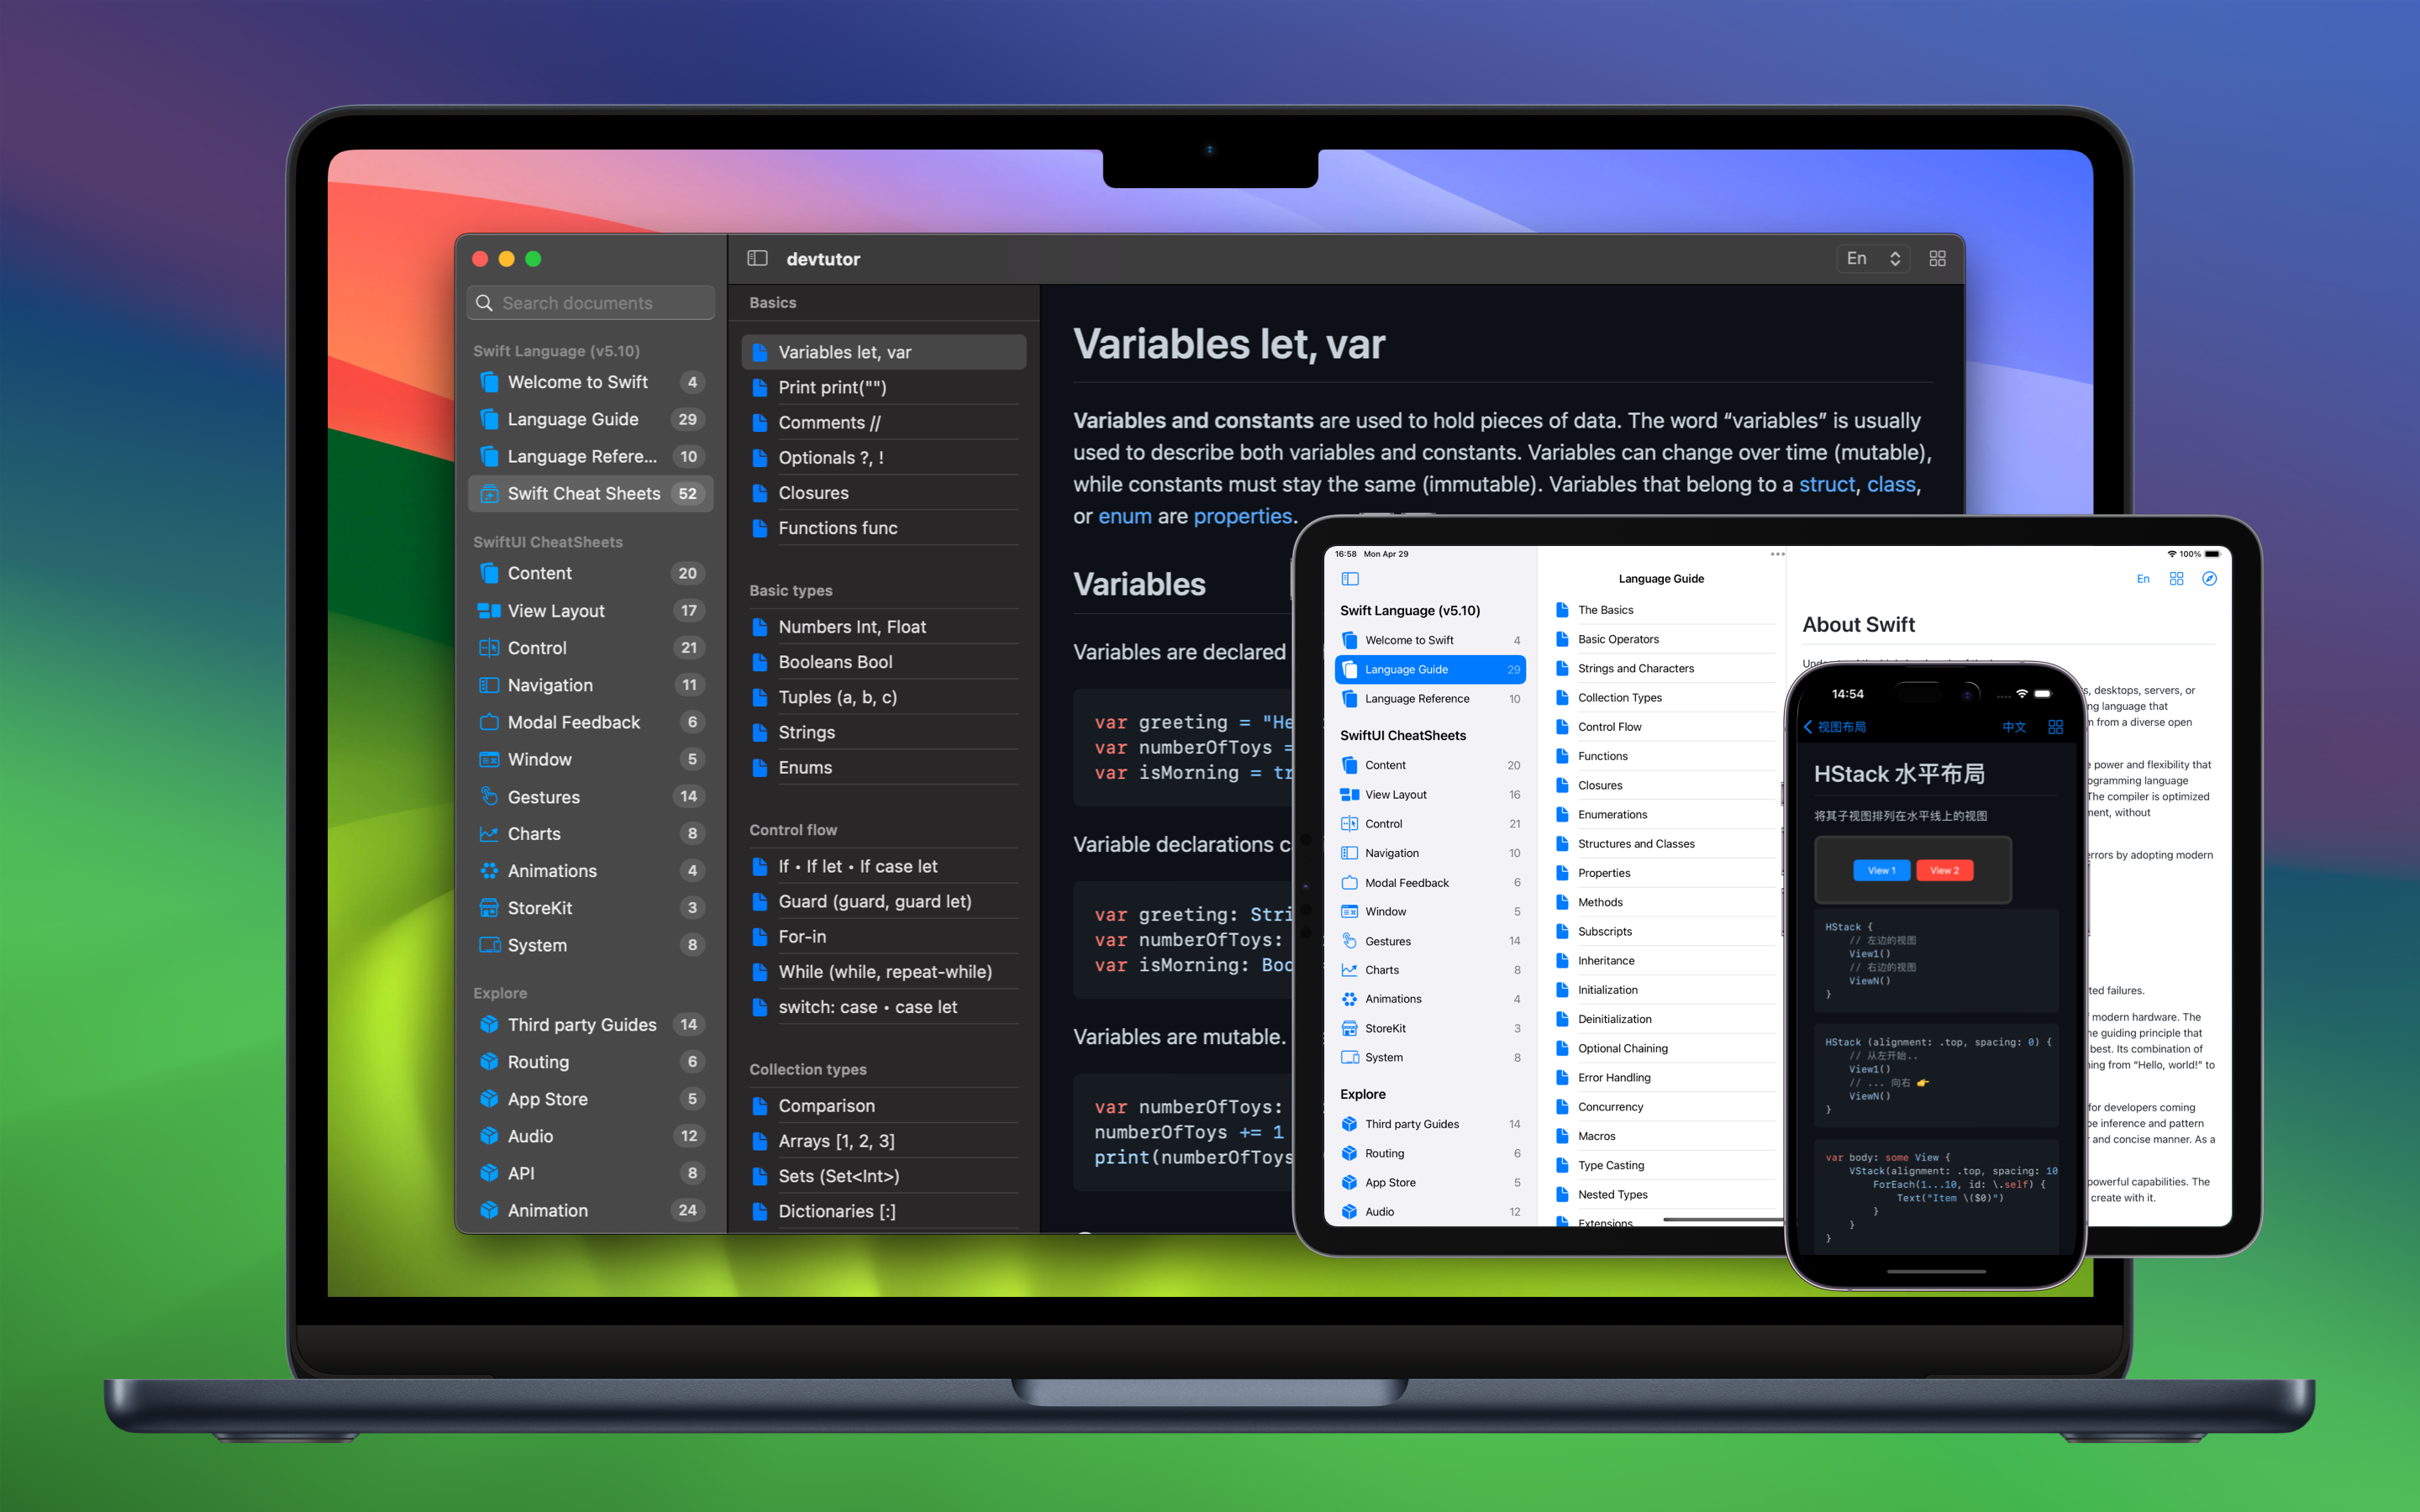 devtutor
En
Search documents
Swift Language (v5.10)
Welcome to Swift 4
Language Guide 29
Language Refere... 10
Swift Cheat Sheets 52
SwiftUI CheatSheets
Content 20
View Layout 17
Control 21
Navigation 11
Modal Feedback 6
Window 5
Gestures 14
Charts 8
Animations 4
StoreKit 3
System 8
Explore
Third party Guides 14
Routing 6
App Store 5
Audio 12
API 8
Animation 24
Basics
Variables let, var
Print print("")
Comments //
Optionals ?, !
Closures
Functions func
Basic types
Numbers Int, Float
Booleans Bool
Tuples (a, b, c)
Strings
Enums
Control flow
If • If let • If case let
Guard (guard, guard let)
For-in
While (while, repeat-while)
switch: case • case let
Collection types
Comparison
Arrays [1, 2, 3]
Sets (Set<Int>)
Dictionaries [:]
Variables let, var
Variables and constants are used to hold pieces of data. The word “variables” is usually
used to describe both variables and constants. Variables can change over time (mutable),
while constants must stay the same (immutable). Variables that belong to a struct, class,
or enum are properties.
Variables
Variables are declared
var greeting = "He
var numberOfToys =
var isMorning = tr
Variable declarations c
var greeting: Stri
var numberOfToys:
var isMorning: Boo
Variables are mutable.
var numberOfToys:
numberOfToys += 1
print(numberOfToys
16:58 Mon Apr 29
100%
Swift Language (v5.10)
Welcome to Swift 4
Language Guide 29
Language Reference 10
SwiftUI CheatSheets
Content 20
View Layout 16
Control 21
Navigation 10
Modal Feedback 6
Window 5
Gestures 14
Charts 8
Animations 4
StoreKit 3
System 8
Explore
Third party Guides 14
Routing 6
App Store 5
Audio 12
Language Guide
The Basics
Basic Operators
Strings and Characters
Collection Types
Control Flow
Functions
Closures
Enumerations
Structures and Classes
Properties
Methods
Subscripts
Inheritance
Initialization
Deinitialization
Optional Chaining
Error Handling
Concurrency
Macros
Type Casting
Nested Types
Extensions
En
About Swift
s, desktops, servers, or
ng language that
n from a diverse open
power and flexibility that
ogramming language
The compiler is optimized
nent, without
errors by adopting modern
ted failures.
modern hardware. The
ne guiding principle that
best. Its combination of
ning from “Hello, world!” to
for developers coming
pe inference and pattern
and concise manner. As a
powerful capabilities. The
create with it.
14:54
视图布局
中文
HStack 水平布局
将其子视图排列在水平线上的视图
View 1 View 2
HStack {
// 左边的视图
View1()
// 右边的视图
ViewN()
}
HStack (alignment: .top, spacing: 0) {
// 从左开始..
View1()
// ... 向右 👉
ViewN()
}
var body: some View {
VStack(alignment: .top, spacing: 10
ForEach(1...10, id: \.self) {
Text("Item \($0)")
}
}
}